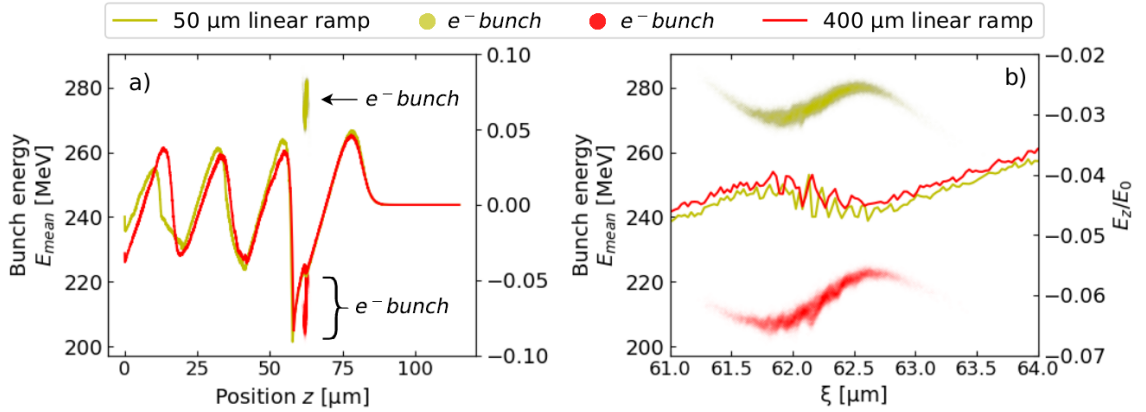 50 μm linear ramp
e⁻ bunch
e⁻ bunch
400 μm linear ramp
a)
e⁻ bunch
e⁻ bunch
Bunch energy
E_mean [MeV]
280
260
240
220
200
0.10
0.05
0.00
−0.05
−0.10
0
25
50
75
100
Position z [μm]
b)
Bunch energy
E_mean [MeV]
280
260
240
220
200
−0.02
−0.03
−0.04
−0.05
−0.06
−0.07
E_z/E_0
61.0
61.5
62.0
62.5
63.0
63.5
64.0
ξ [μm]